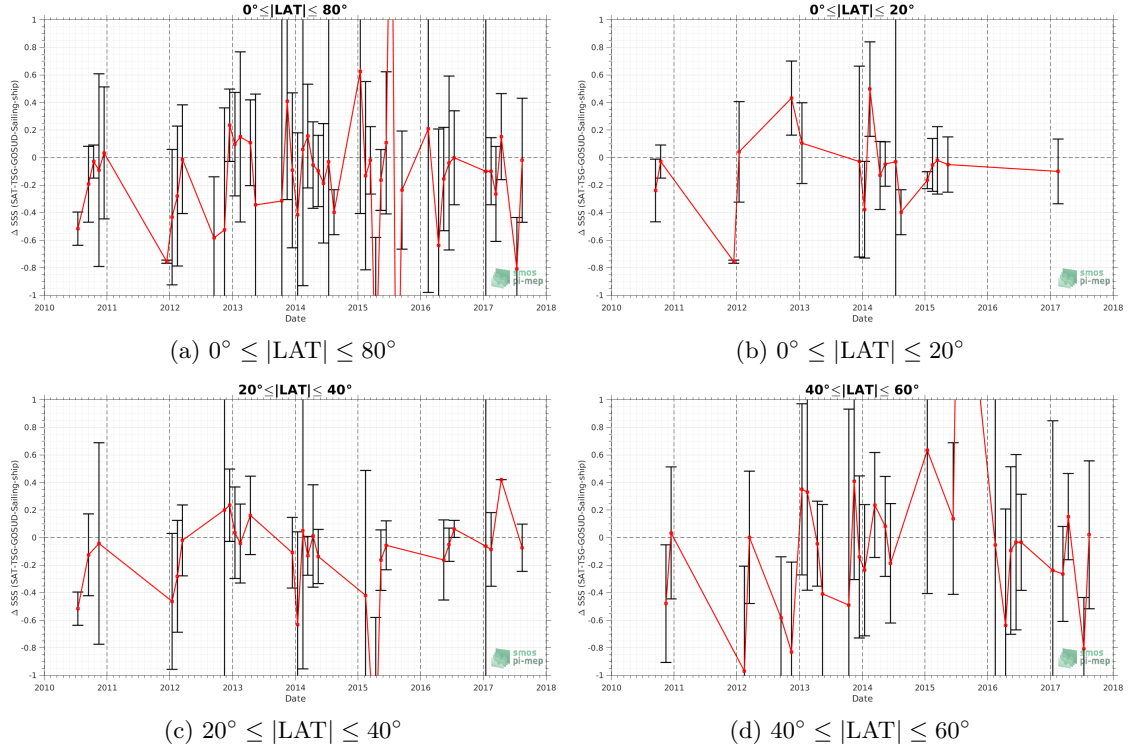 0°≤|LAT|≤ 80°
Δ SSS (SAT-TSG-GOSUD-Sailing-ship)
1
0.8
0.6
0.4
0.2
0
-0.2
-0.4
-0.6
-0.8
-1
smos
pi-mep
2010 2011 2012 2013 2014 2015 2016 2017 2018
Date
(a) 0° ≤ |LAT| ≤ 80°
0°≤|LAT|≤ 20°
Δ SSS (SAT-TSG-GOSUD-Sailing-ship)
1
0.8
0.6
0.4
0.2
0
-0.2
-0.4
-0.6
-0.8
-1
smos
pi-mep
2010 2011 2012 2013 2014 2015 2016 2017 2018
Date
(b) 0° ≤ |LAT| ≤ 20°
20°≤|LAT|≤ 40°
Δ SSS (SAT-TSG-GOSUD-Sailing-ship)
1
0.8
0.6
0.4
0.2
0
-0.2
-0.4
-0.6
-0.8
-1
smos
pi-mep
2010 2011 2012 2013 2014 2015 2016 2017 2018
Date
(c) 20° ≤ |LAT| ≤ 40°
40°≤|LAT|≤ 60°
Δ SSS (SAT-TSG-GOSUD-Sailing-ship)
1
0.8
0.6
0.4
0.2
0
-0.2
-0.4
-0.6
-0.8
-1
smos
pi-mep
2010 2011 2012 2013 2014 2015 2016 2017 2018
Date
(d) 40° ≤ |LAT| ≤ 60°